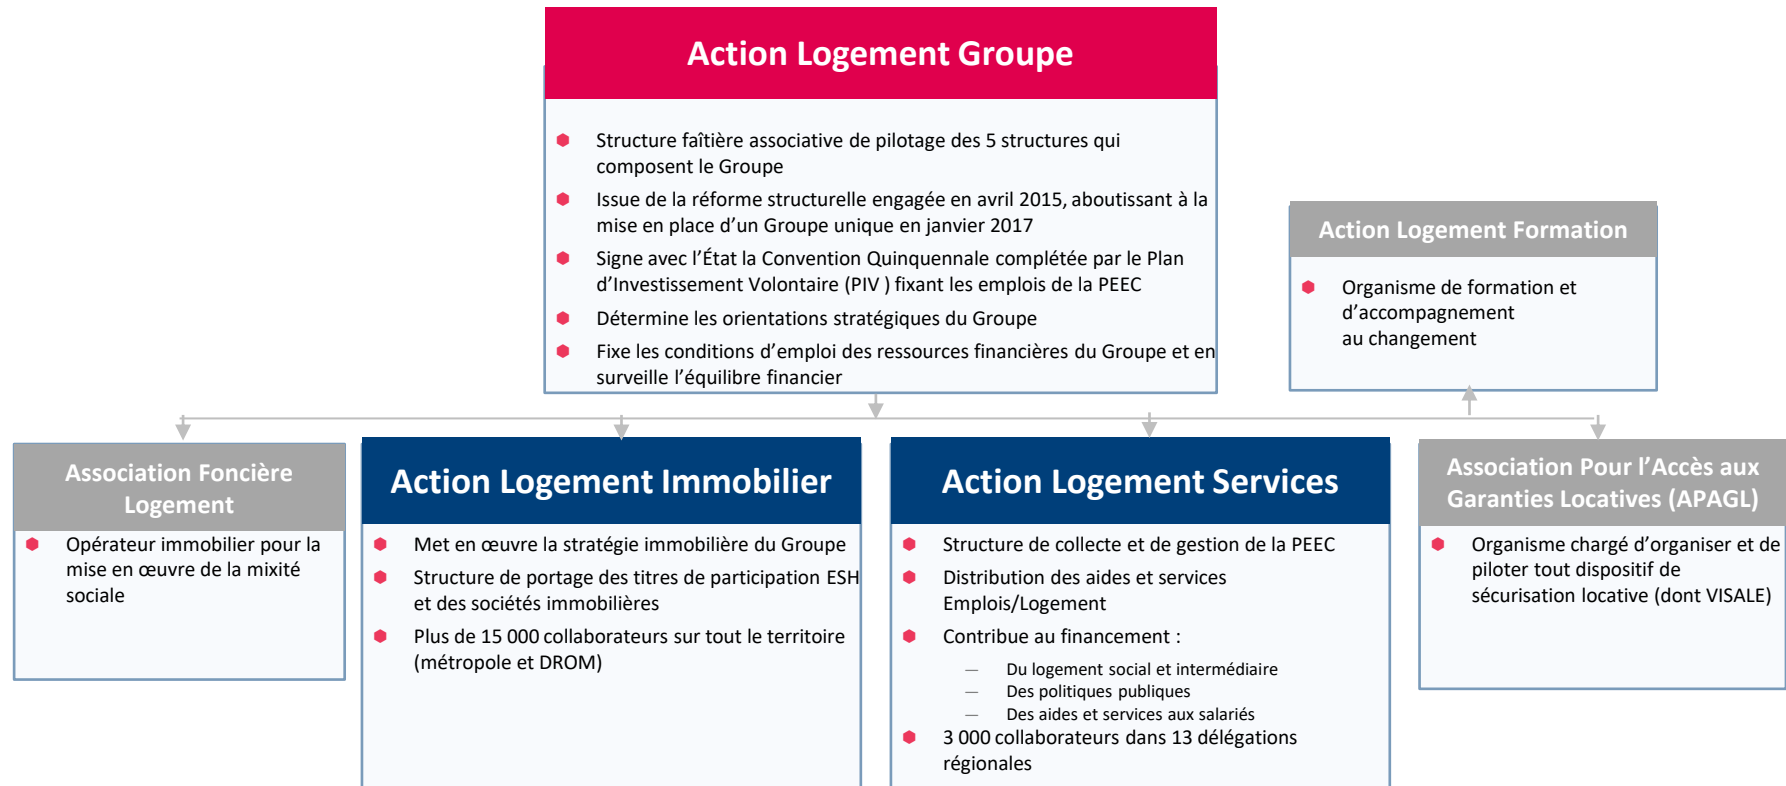 Action Logement Groupe
Structure faîtière associative de pilotage des 5 structures qui
composent le Groupe
Issue de la réforme structurelle engagée en avril 2015, aboutissant à la
mise en place d’un Groupe unique en janvier 2017
Signe avec l’État la Convention Quinquennale complétée par le Plan
d’Investissement Volontaire (PIV ) fixant les emplois de la PEEC
Détermine les orientations stratégiques du Groupe
Fixe les conditions d’emploi des ressources financières du Groupe et en
surveille l’équilibre financier
Action Logement Formation
Organisme de formation et
d’accompagnement
au changement
Association Foncière
Logement
Opérateur immobilier pour la
mise en œuvre de la mixité
sociale
Action Logement Immobilier
Met en œuvre la stratégie immobilière du Groupe
Structure de portage des titres de participation ESH
et des sociétés immobilières
Plus de 15 000 collaborateurs sur tout le territoire
(métropole et DROM)
Action Logement Services
Structure de collecte et de gestion de la PEEC
Distribution des aides et services
Emplois/Logement
Contribue au financement :
— Du logement social et intermédiaire
— Des politiques publiques
— Des aides et services aux salariés
3 000 collaborateurs dans 13 délégations
régionales
Association Pour l’Accès aux
Garanties Locatives (APAGL)
Organisme chargé d’organiser et de
piloter tout dispositif de
sécurisation locative (dont VISALE)